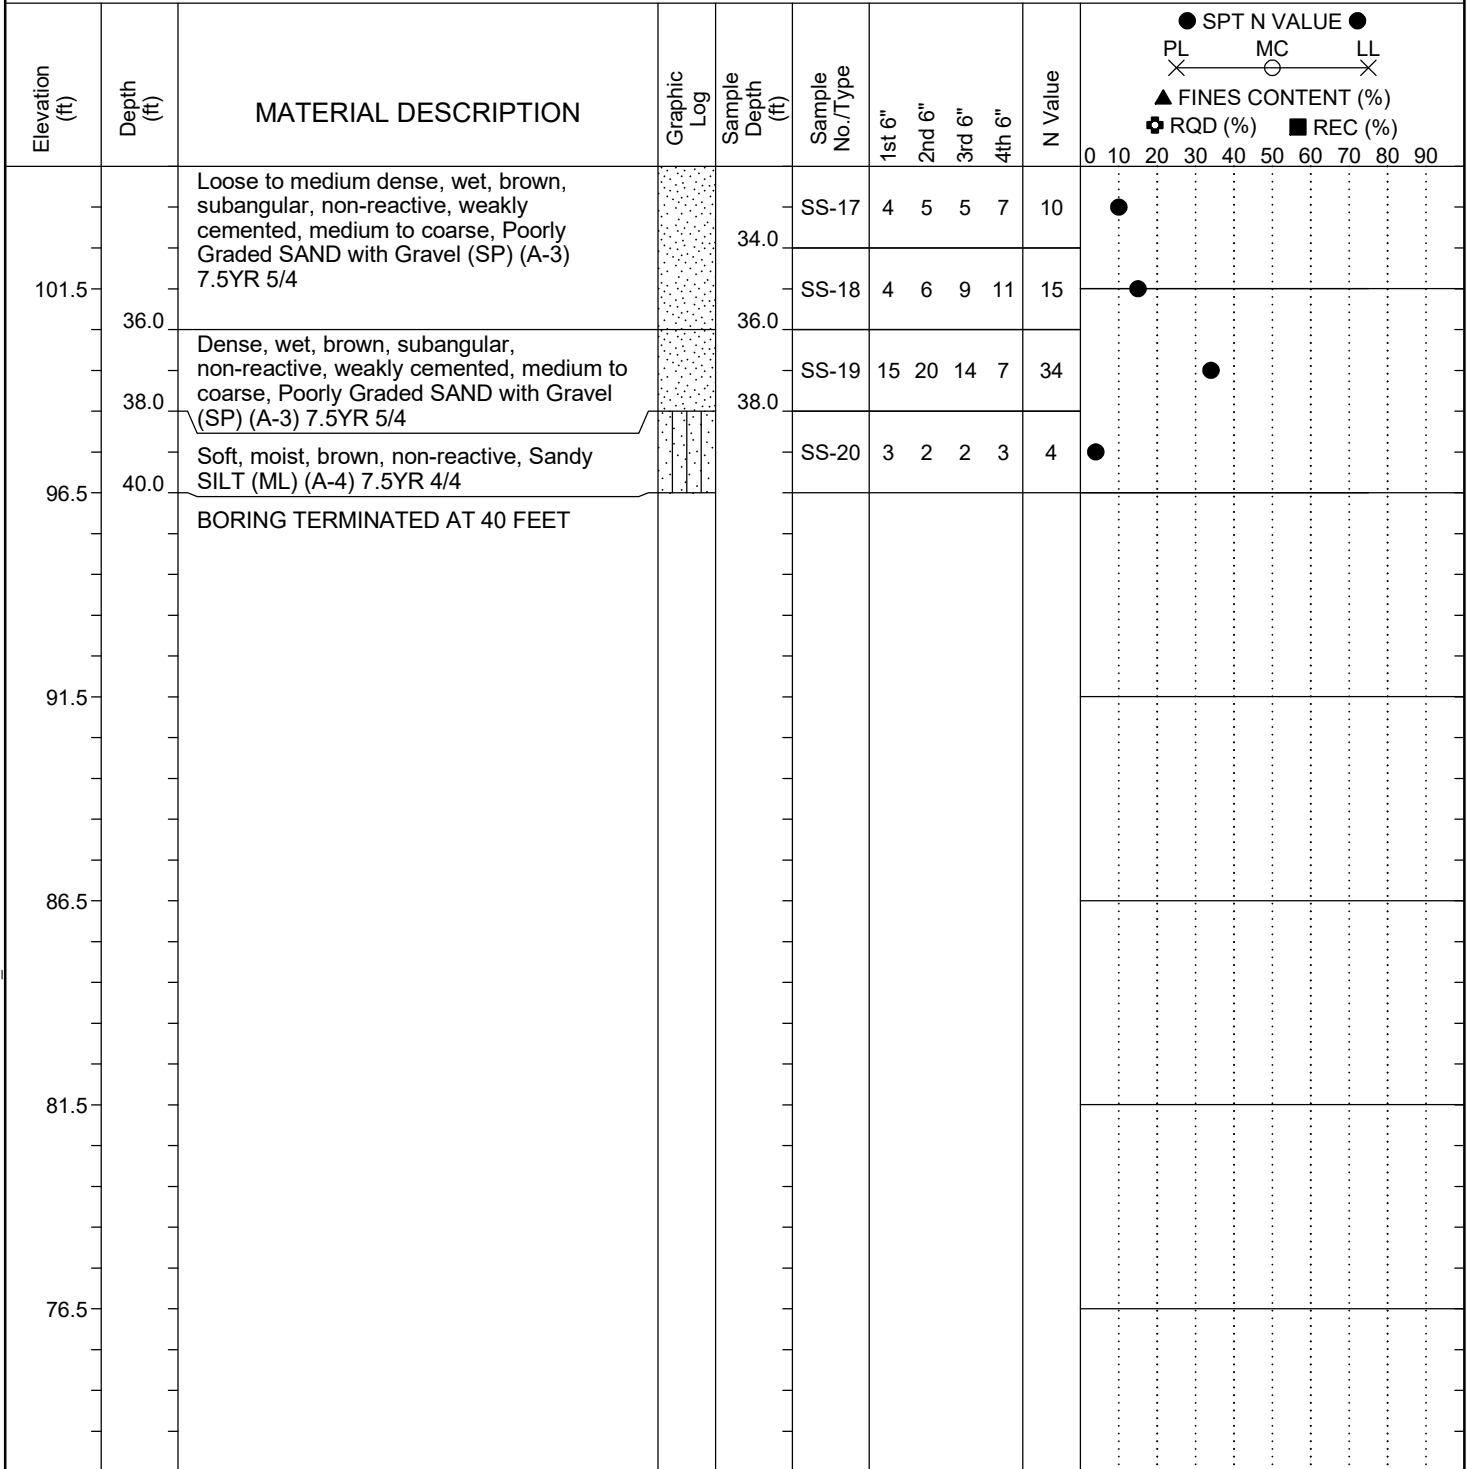 Elevation
(ft)
Depth
(ft)
MATERIAL DESCRIPTION
Graphic
Log
Sample
Depth
(ft)
Sample
No./Type
1st 6"
2nd 6"
3rd 6"
4th 6"
N Value
● SPT N VALUE ●
PL MC LL
▲ FINES CONTENT (%)
RQD (%) ■ REC (%)
0 10 20 30 40 50 60 70 80 90
Loose to medium dense, wet, brown,
subangular, non-reactive, weakly
cemented, medium to coarse, Poorly
Graded SAND with Gravel (SP) (A-3)
7.5YR 5/4
SS-17 4 5 5 7 10
34.0
101.5
SS-18 4 6 9 11 15
36.0 36.0
Dense, wet, brown, subangular,
non-reactive, weakly cemented, medium to
coarse, Poorly Graded SAND with Gravel
(SP) (A-3) 7.5YR 5/4
SS-19 15 20 14 7 34
38.0 38.0
Soft, moist, brown, non-reactive, Sandy
SILT (ML) (A-4) 7.5YR 4/4
SS-20 3 2 2 3 4
40.0
96.5
BORING TERMINATED AT 40 FEET
91.5
86.5
81.5
76.5